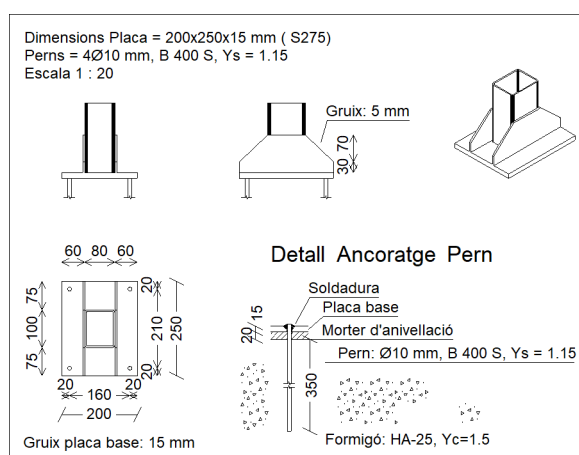 Dimensions Placa = 200x250x15 mm ( S275)
Perns = 4Ø10 mm, B 400 S, Ys = 1.15
Escala 1 : 20
Gruix: 5 mm
70
30
60 80 60
20
75
100
75
210
250
20
20
20
160
200
Gruix placa base: 15 mm
Detall Ancoratge Pern
Soldadura
15
Placa base
20
Morter d'anivellació
Pern: Ø10 mm, B 400 S, Ys = 1.15
350
Formigó: HA-25, Yc=1.5